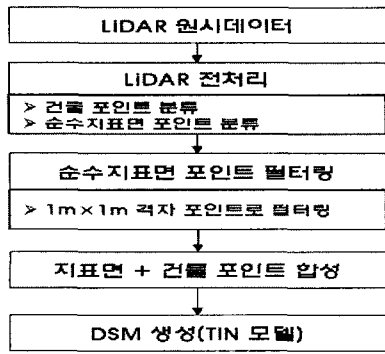 LiDAR 원시데이터
LiDAR 전처리
➢ 건물 포인트 분류
➢ 순수지표면 포인트 분류
순수지표면 포인트 필터링
➢ 1m×1m 격자 포인트로 필터링
지표면 + 건물 포인트 합성
DSM 생성(TIN 모델)